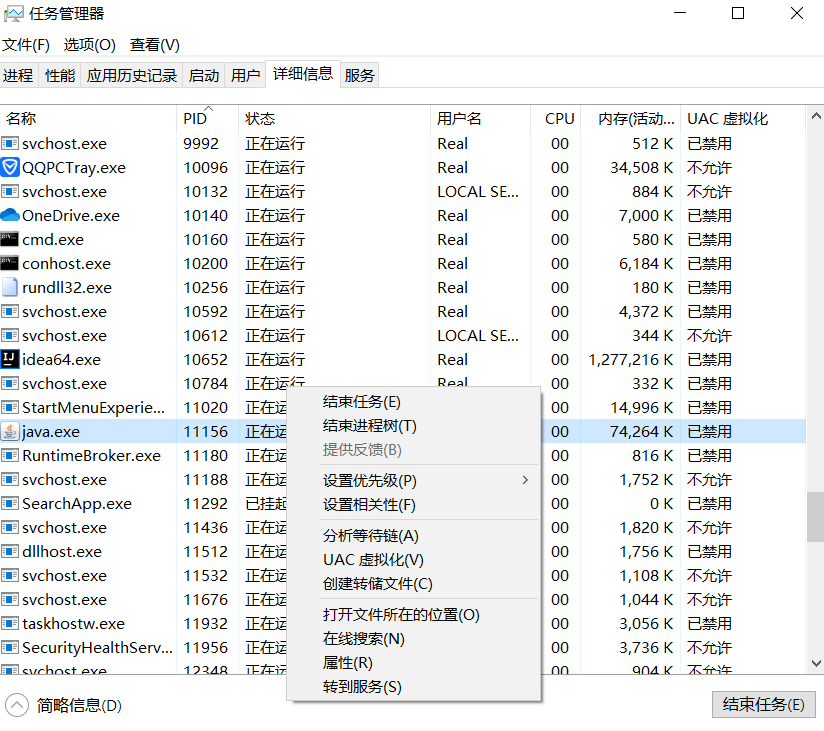 任务管理器
文件(F) 选项(O) 查看(V)
进程 性能 应用历史记录 启动 用户 详细信息 服务
名称 PID 状态 用户名 CPU 内存(活动... UAC 虚拟化
svchost.exe 9992 正在运行 Real 00 512 K 已禁用
QQPCTray.exe 10096 正在运行 Real 00 34,508 K 不允许
svchost.exe 10132 正在运行 LOCAL SE... 00 884 K 不允许
OneDrive.exe 10140 正在运行 Real 00 7,000 K 已禁用
cmd.exe 10160 正在运行 Real 00 580 K 已禁用
conhost.exe 10200 正在运行 Real 00 6,184 K 已禁用
rundll32.exe 10256 正在运行 Real 00 180 K 已禁用
svchost.exe 10592 正在运行 Real 00 4,372 K 已禁用
svchost.exe 10612 正在运行 LOCAL SE... 00 344 K 不允许
idea64.exe 10652 正在运行 Real 00 1,277,216 K 已禁用
svchost.exe 10784 正在运行 Real 00 332 K 已禁用
StartMenuExperie... 11020 正在运 00 14,996 K 已禁用
java.exe 11156 正在运 00 74,264 K 已禁用
RuntimeBroker.exe 11180 正在运 00 816 K 已禁用
svchost.exe 11188 正在运 00 1,752 K 不允许
SearchApp.exe 11292 已挂起 00 0 K 已禁用
svchost.exe 11436 正在运 00 1,820 K 不允许
dllhost.exe 11512 正在运 00 1,756 K 已禁用
svchost.exe 11532 正在运 00 1,108 K 不允许
svchost.exe 11676 正在运 00 1,044 K 不允许
taskhostw.exe 11932 正在运 00 3,056 K 已禁用
SecurityHealthServ... 11956 正在运 00 3,736 K 不允许
svchost.exe 12348 正在运 00 904 K 不允许
结束任务(E)
结束进程树(T)
提供反馈(B)
设置优先级(P)
设置相关性(F)
分析等待链(A)
UAC 虚拟化(V)
创建转储文件(C)
打开文件所在的位置(O)
在线搜索(N)
属性(R)
转到服务(S)
简略信息(D) 结束任务(E)